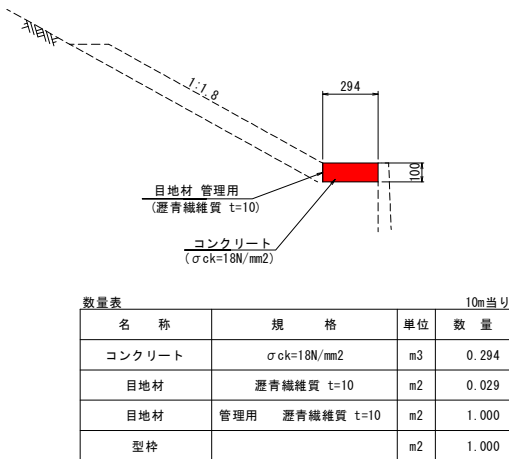 1:1.8
294
100
目地材 管理用
(瀝青繊維質 t=10)
コンクリート
(σck=18N/mm2)
数量表 10m当り
名 称 規 格 単位 数 量
コンクリート σck=18N/mm2 m3 0.294
目地材 瀝青繊維質 t=10 m2 0.029
目地材 管理用 瀝青繊維質 t=10 m2 1.000
型枠 m2 1.000